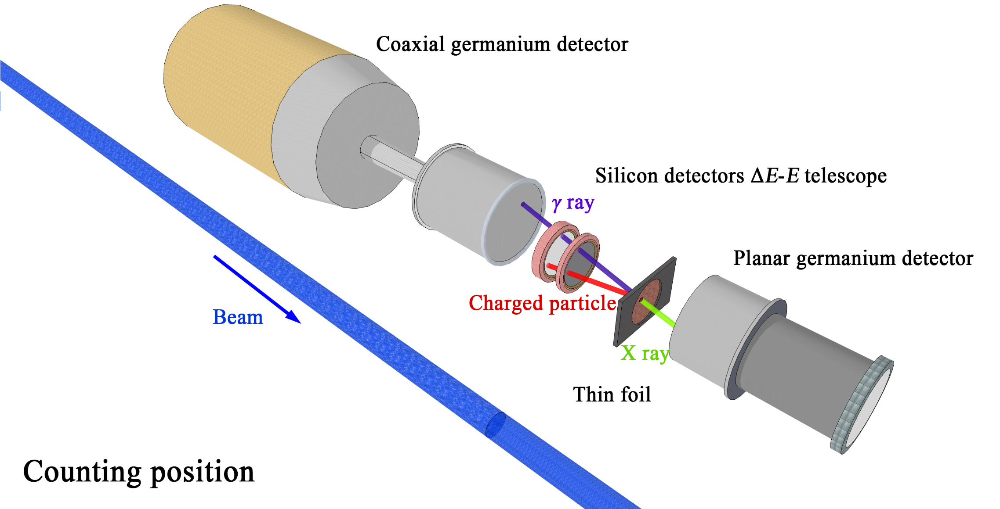 Coaxial germanium detector
Silicon detectors ΔE-E telescope
γ ray
Planar germanium detector
Charged particle
Beam
X ray
Thin foil
Counting position